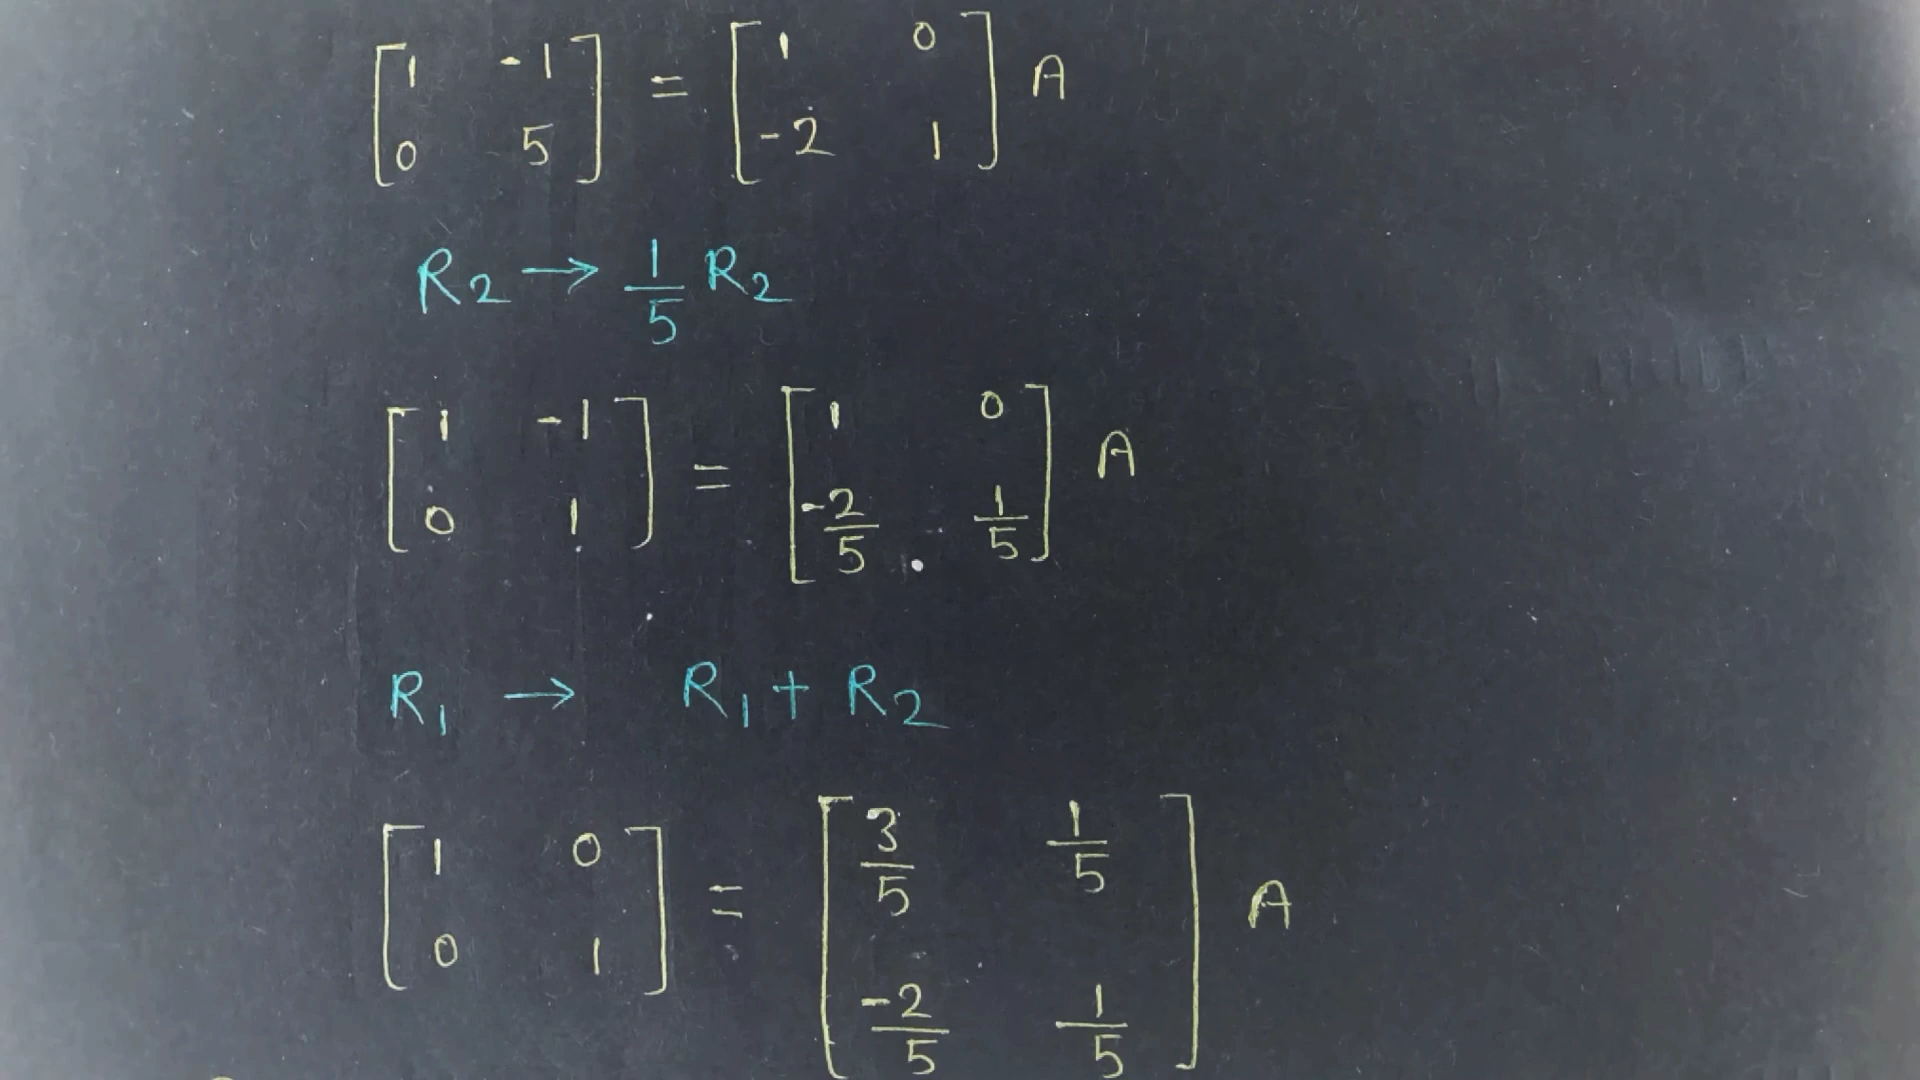 [1 -1
0 5] = [1 0
-2 1] A
R2 → 1/5 R2
[1 -1
0 1] = [1 0
-2/5 1/5] A
R1 → R1 + R2
[1 0
0 1] = [3/5 1/5
-2/5 1/5] A